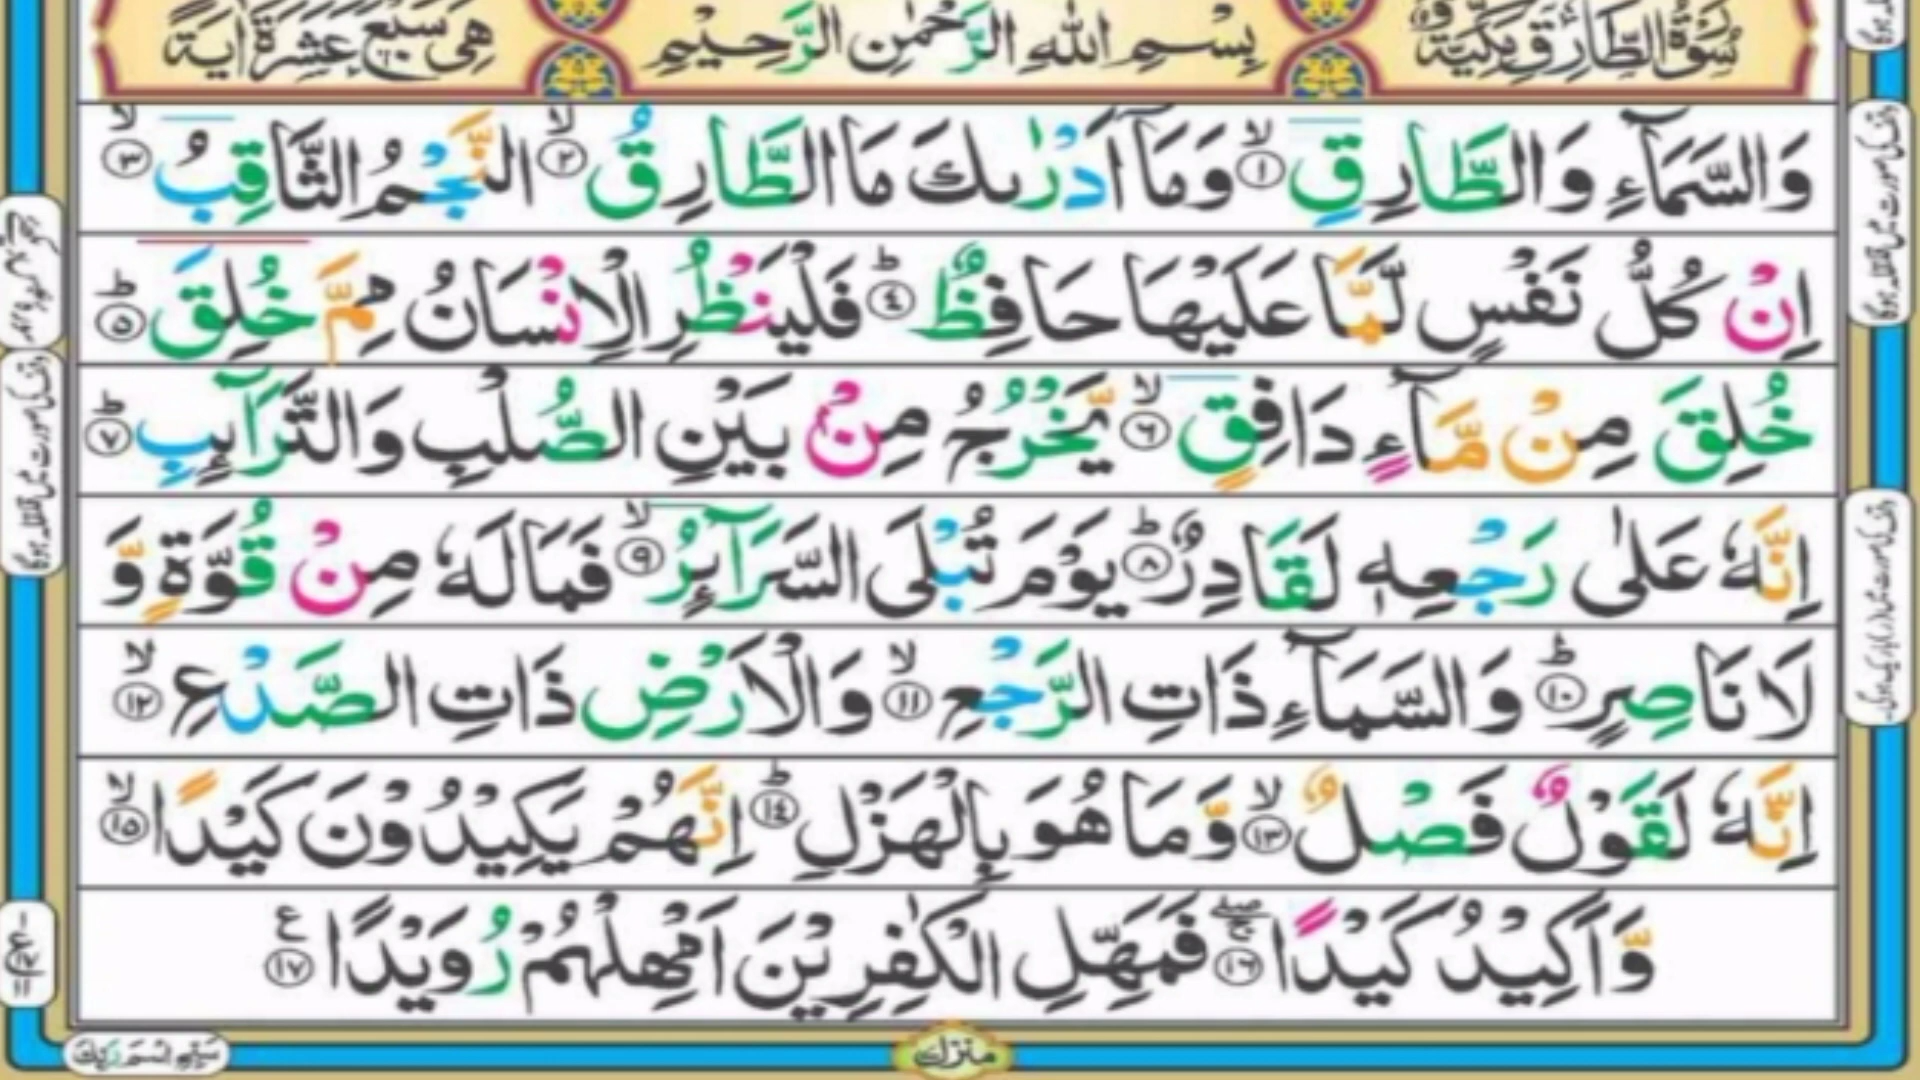 سُوْرَةُ الطَّارِقِ مَكِّيَّةٌ بِسْمِ اللهِ الرَّحْمٰنِ الرَّحِيْمِ هِيَ سَبْعَ عَشْرَةَ اٰيَةً
وَالسَّمَآءِ وَالطَّارِقِ ۙ﴿۱﴾ وَمَاۤ اَدْرٰىكَ مَا الطَّارِقُ ۙ﴿۲﴾ النَّجْمُ الثَّاقِبُ ۙ﴿۳﴾
اِنْ كُلُّ نَفْسٍ لَّمَّا عَلَيْهَا حَافِظٌ ؕ﴿۴﴾ فَلْيَنْظُرِ الْاِنْسَانُ مِمَّ خُلِقَ ؕ﴿۵﴾
خُلِقَ مِنْ مَّآءٍ دَافِقٍ ۙ﴿۶﴾ يَّخْرُجُ مِنْۢ بَيْنِ الصُّلْبِ وَالتَّرَآئِبِ ؕ﴿۷﴾
اِنَّهٗ عَلٰى رَجْعِهٖ لَقَادِرٌ ؕ﴿۸﴾ يَوْمَ تُبْلَى السَّرَآئِرُ ۙ﴿۹﴾ فَمَا لَهٗ مِنْ قُوَّةٍ وَّ
لَا نَاصِرٍ ؕ﴿۱۰﴾ وَالسَّمَآءِ ذَاتِ الرَّجْعِ ۙ﴿۱۱﴾ وَالْاَرْضِ ذَاتِ الصَّدْعِ ۙ﴿۱۲﴾
اِنَّهٗ لَقَوْلٌ فَصْلٌ ۙ﴿۱۳﴾ وَّمَا هُوَ بِالْهَزْلِ ؕ﴿۱۴﴾ اِنَّهُمْ يَكِيْدُوْنَ كَيْدًا ۙ﴿۱۵﴾
وَّاَكِيْدُ كَيْدًا ۖۚ﴿۱۶﴾ فَمَهِّلِ الْكٰفِرِيْنَ اَمْهِلْهُمْ رُوَيْدًا ﴿۱۷﴾ ع
منزل